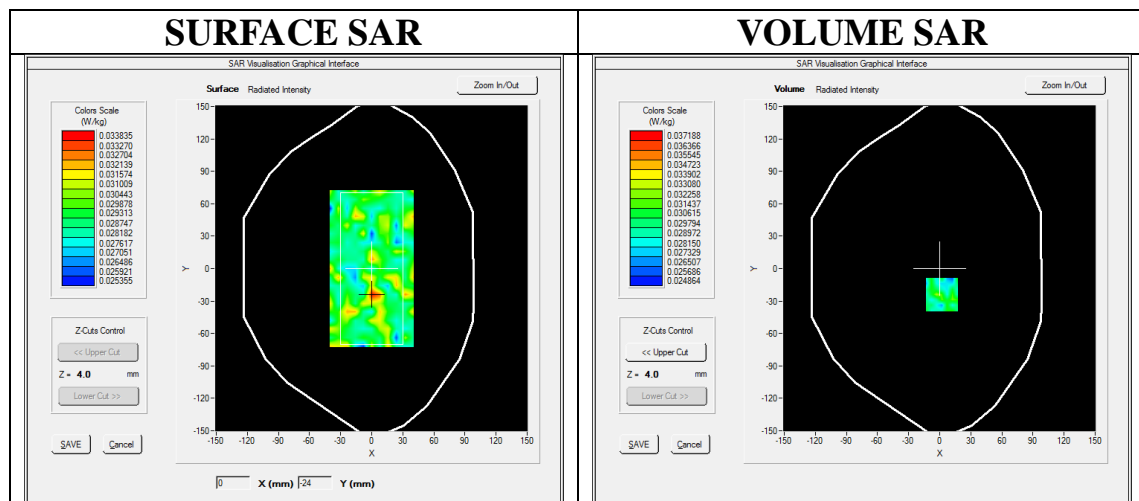 SURFACE SAR
SAR Visualisation Graphical Interface
Surface Radiated Intensity
Zoom In/Out
Colors Scale
(W/kg)
0.033835
0.033270
0.032704
0.032139
0.031574
0.031009
0.030443
0.029878
0.029313
0.028747
0.028182
0.027617
0.027051
0.026486
0.025921
0.025355
Z-Cuts Control
<< Upper Cut
Z = 4.0 mm
Lower Cut >>
SAVE Cancel
150
120
90
60
30
0
-30
-60
-90
-120
-150
Y
-150 -120 -90 -60 -30 0 30 60 90 120 150
X
0 X (mm) -24 Y (mm)
VOLUME SAR
SAR Visualisation Graphical Interface
Volume Radiated Intensity
Zoom In/Out
Colors Scale
(W/kg)
0.037188
0.036366
0.035545
0.034723
0.033902
0.033080
0.032258
0.031437
0.030615
0.029794
0.028972
0.028150
0.027329
0.026507
0.025686
0.024864
Z-Cuts Control
<< Upper Cut
Z = 4.0 mm
Lower Cut >>
SAVE Cancel
150
120
90
60
30
0
-30
-60
-90
-120
-150
Y
-150 -120 -90 -60 -30 0 30 60 90 120 150
X